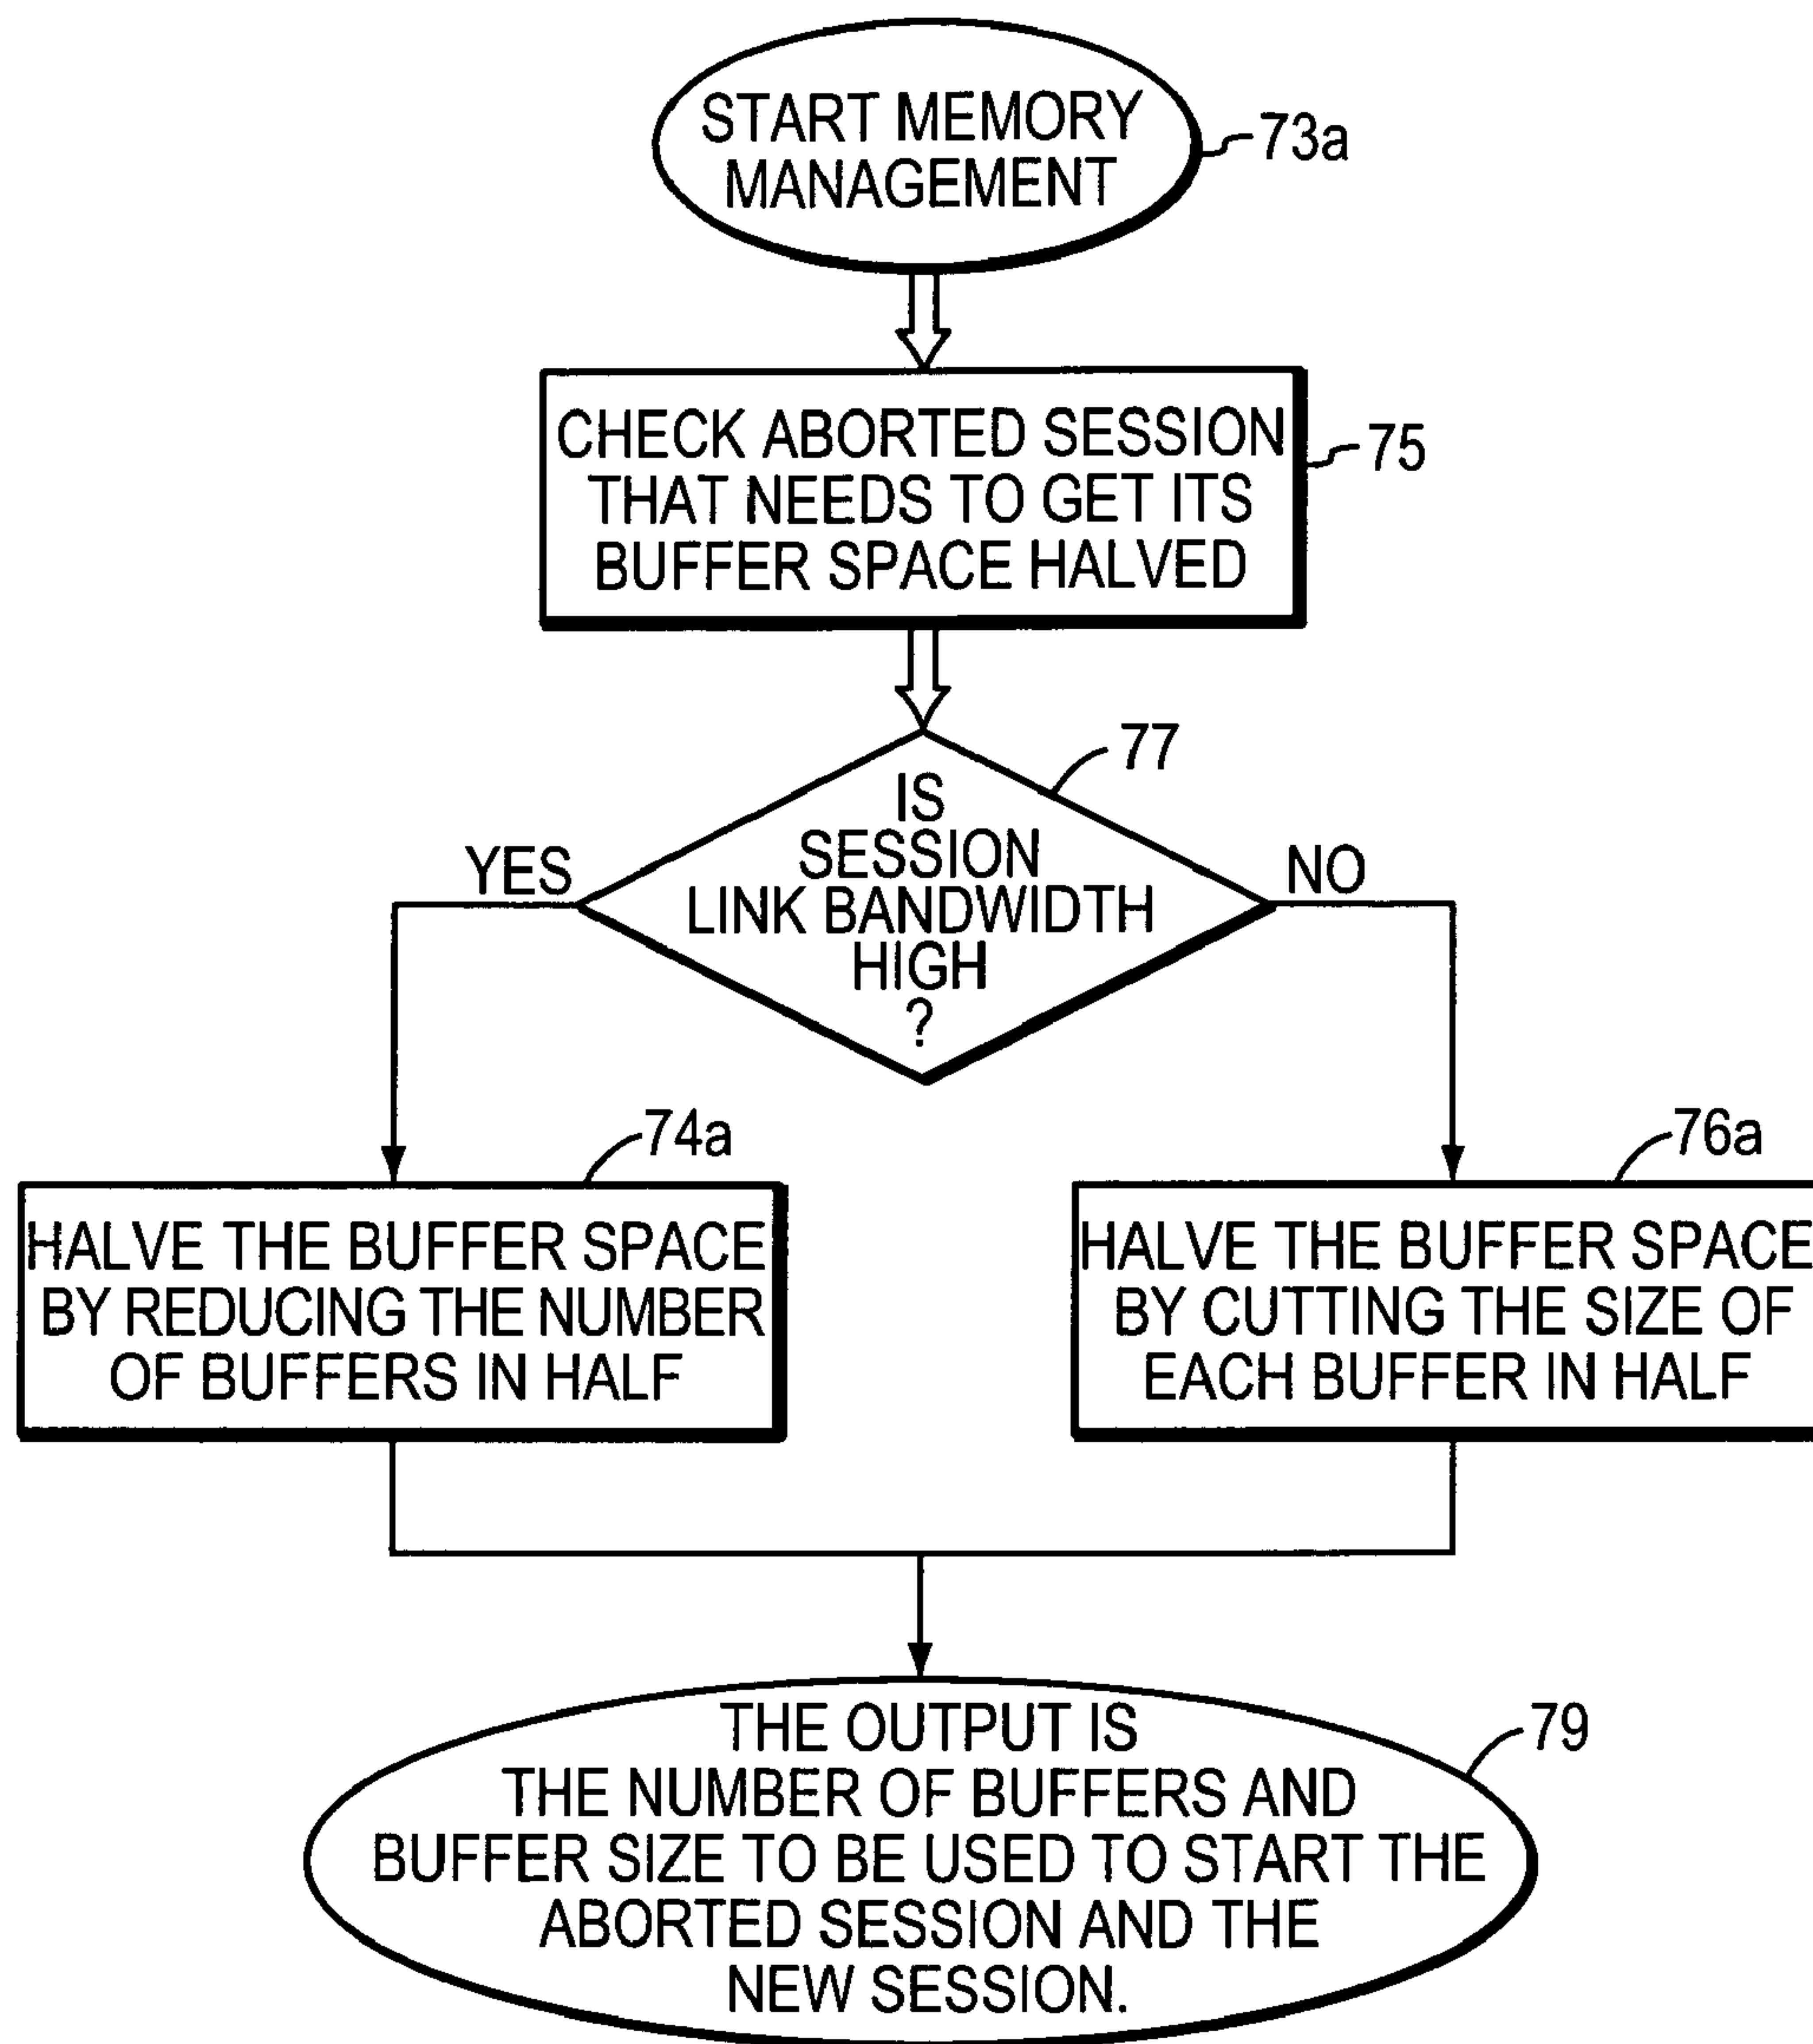 START MEMORY
MANAGEMENT
73a
CHECK ABORTED SESSION
THAT NEEDS TO GET ITS
BUFFER SPACE HALVED
75
77
IS
SESSION
LINK BANDWIDTH
HIGH
?
YES
NO
74a
HALVE THE BUFFER SPACE
BY REDUCING THE NUMBER
OF BUFFERS IN HALF
76a
HALVE THE BUFFER SPACE
BY CUTTING THE SIZE OF
EACH BUFFER IN HALF
79
THE OUTPUT IS
THE NUMBER OF BUFFERS AND
BUFFER SIZE TO BE USED TO START THE
ABORTED SESSION AND THE
NEW SESSION.